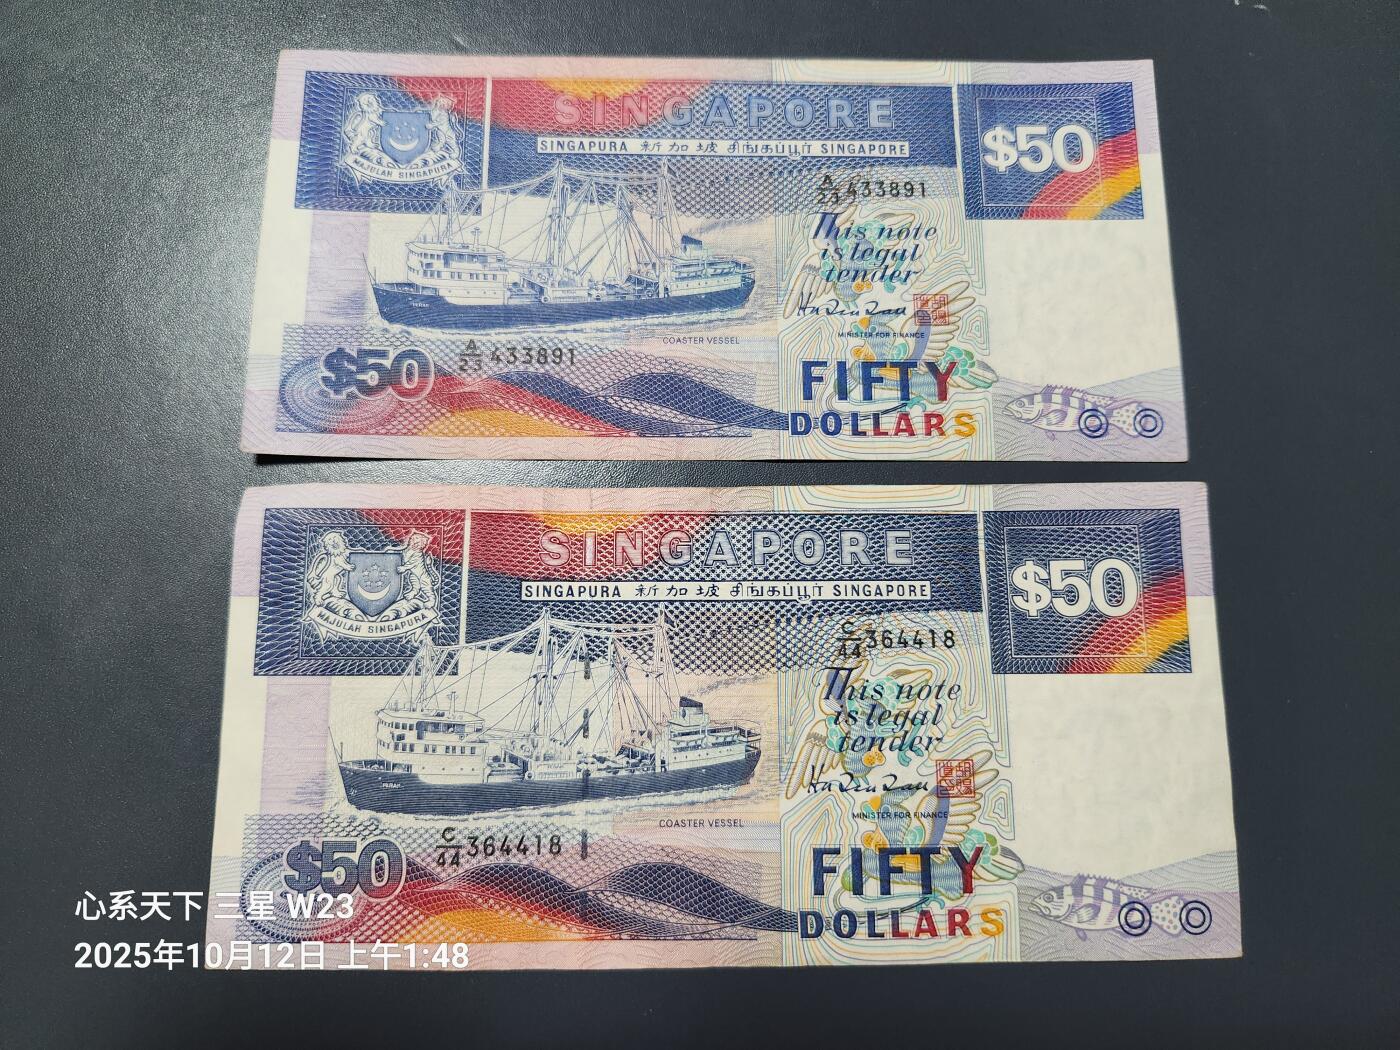 SINGAPORE
SINGAPURA 新加坡 சிங்கப்பூர் SINGAPORE
$50
MAJULAH SINGAPURA
A/23 433891
This note
is legal
tender
MINISTER FOR FINANCE
COASTER VESSEL
PERAK
$50
A/23 433891
FIFTY
DOLLARS
SINGAPORE
SINGAPURA 新加坡 சிங்கப்பூர் SINGAPORE
$50
MAJULAH SINGAPURA
C/44 364418
This note
is legal
tender
MINISTER FOR FINANCE
COASTER VESSEL
PERAK
$50
C/44 364418
FIFTY
DOLLARS
心系天下 三星 W23
2025年10月12日 上午1:48